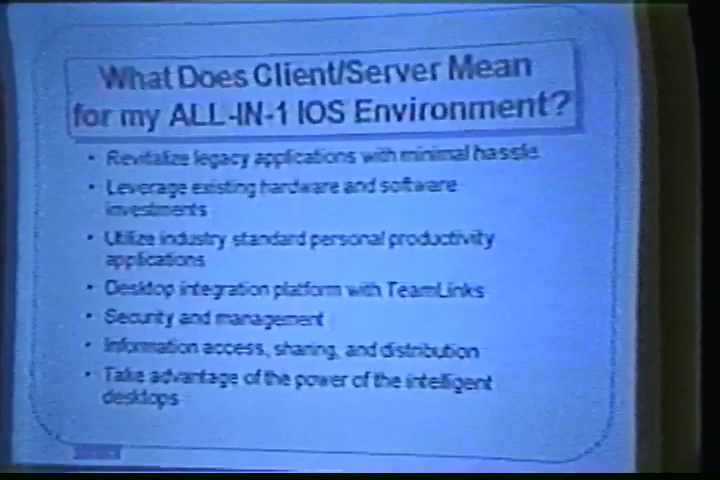 What Does Client/Server Mean
for my ALL-IN-1 IOS Environment?
• Revitalize legacy applications with minimal hassle
• Leverage existing hardware and software
investments
• Utilize industry standard personal productivity
applications
• Desktop integration platform with TeamLinks
• Security and management
• Information access, sharing, and distribution
• Take advantage of the power of the intelligent
desktops